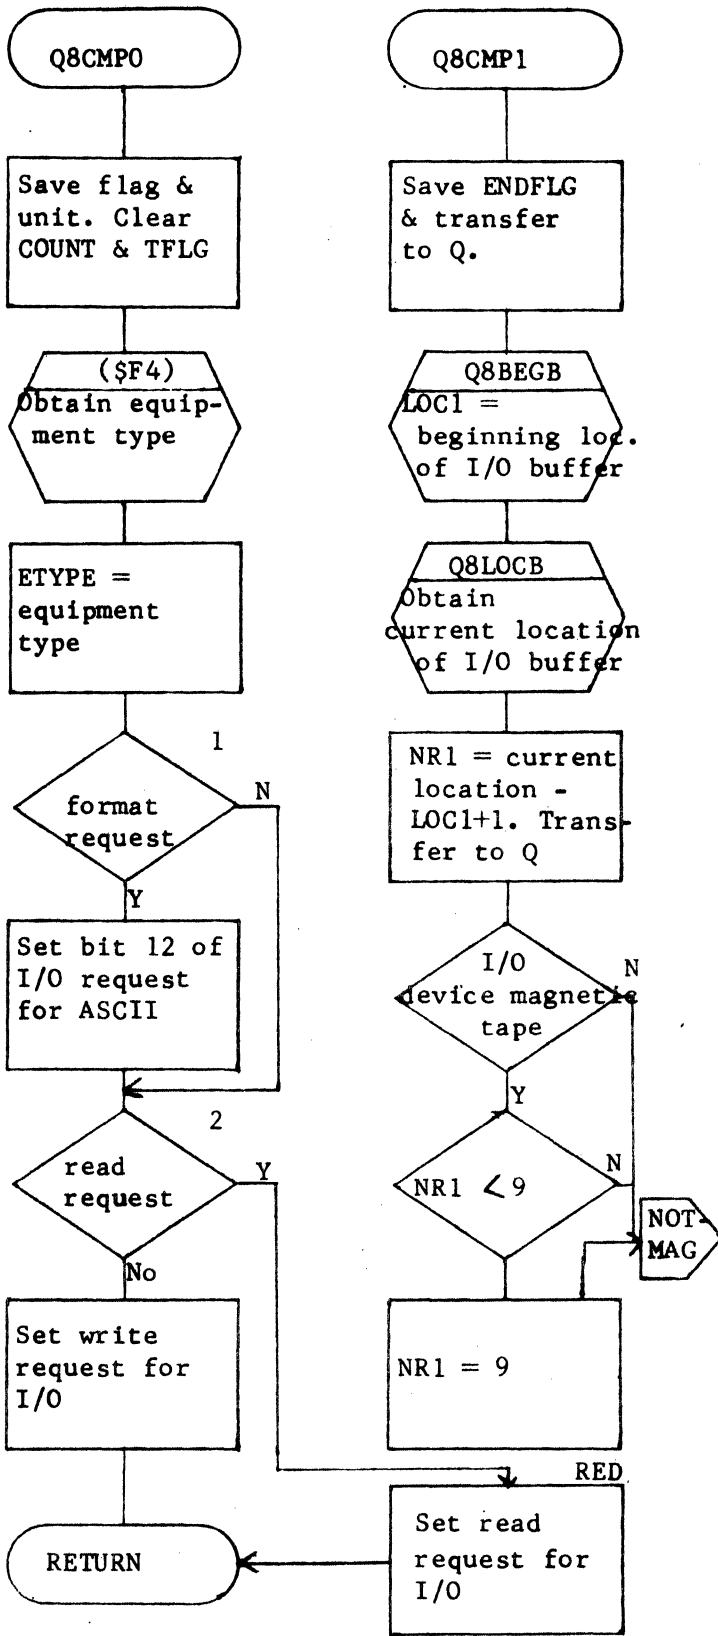 Q8CMP0
Save flag &
unit. Clear
COUNT & TFLG
($F4)
Obtain equip-
ment type
ETYPE =
equipment
type
1
format
request
N
Y
Set bit 12 of
I/O request
for ASCII
2
read
request
Y
No
Set write
request for
I/O
RETURN
Q8CMP1
Save ENDFLG
& transfer
to Q.
Q8BEGB
LOC1 =
beginning loc.
of I/O buffer
Q8LOCB
Obtain
current location
of I/O buffer
NR1 = current
location -
LOC1+1. Trans-
fer to Q
I/O
device magnetic
tape
N
Y
NR1 < 9
N
NOT-
MAG
NR1 = 9
RED
Set read
request for
I/O